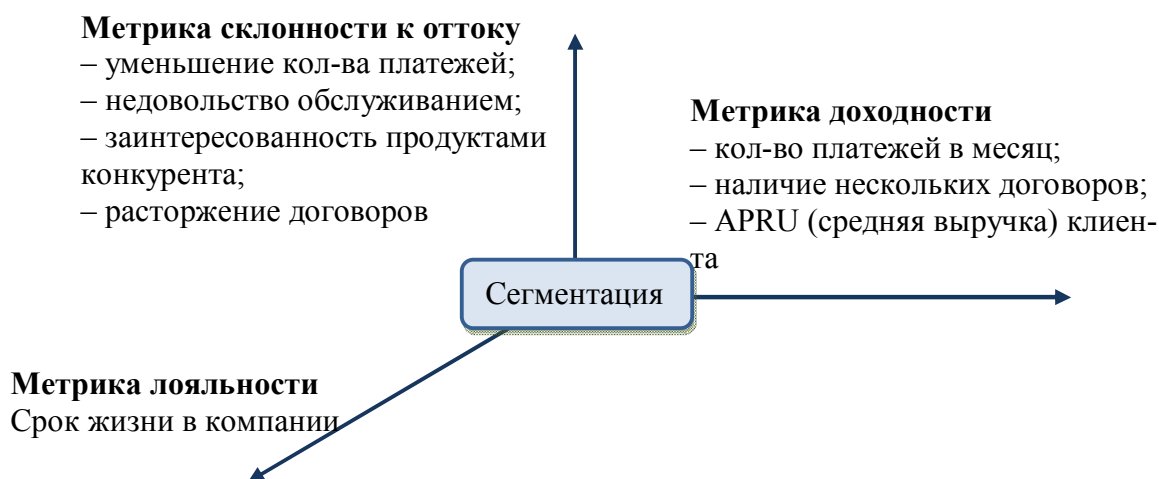 Метрика склонности к оттоку
– уменьшение кол-ва платежей;
– недовольство обслуживанием;
– заинтересованность продуктами
конкурента;
– расторжение договоров
Метрика доходности
– кол-во платежей в месяц;
– наличие нескольких договоров;
– APRU (средняя выручка) клиен-
та
Сегментация
Метрика лояльности
Срок жизни в компании